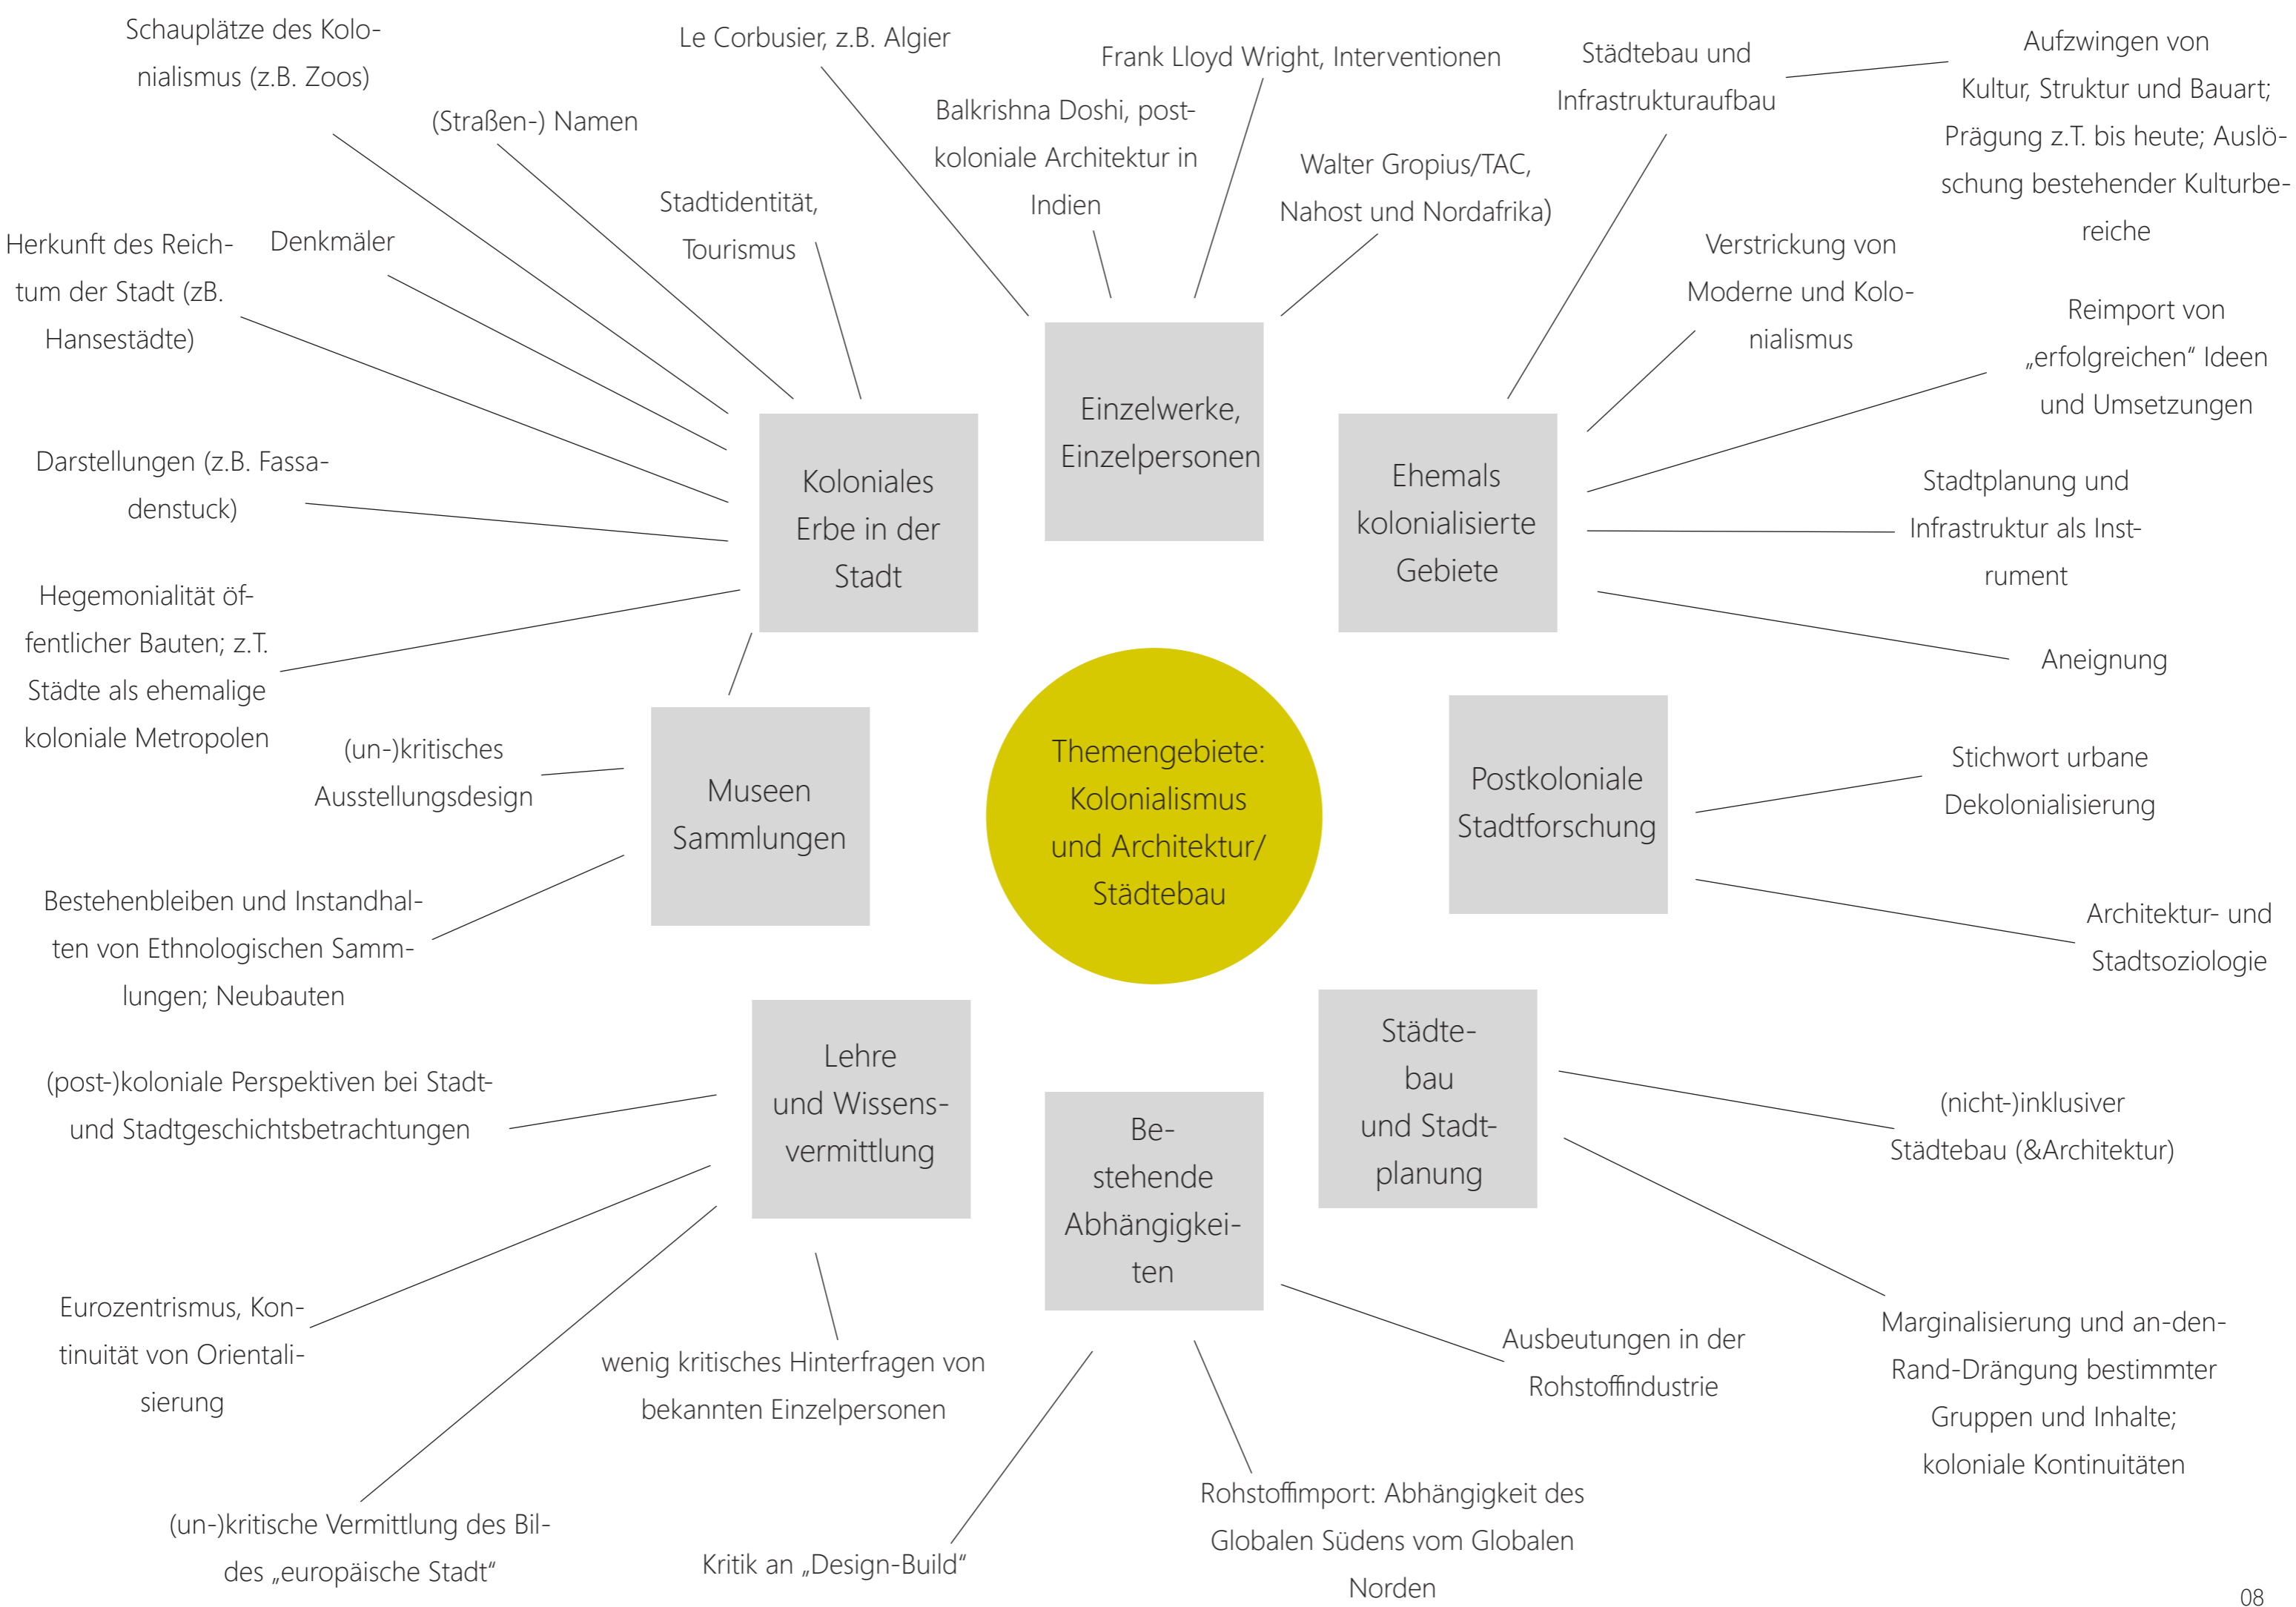 Schauplätze des Kolo-
nialismus (z.B. Zoos)
(Straßen-) Namen
Stadtidentität,
Tourismus
Herkunft des Reich-
tum der Stadt (zB.
Hansestädte)
Denkmäler
Darstellungen (z.B. Fassa-
denstuck)
Hegemonialität öf-
fentlicher Bauten; z.T.
Städte als ehemalige
koloniale Metropolen
Koloniales
Erbe in der
Stadt
Le Corbusier, z.B. Algier
Balkrishna Doshi, post-
koloniale Architektur in
Indien
Frank Lloyd Wright, Interventionen
Walter Gropius/TAC,
Nahost und Nordafrika)
Einzelwerke,
Einzelpersonen
Städtebau und
Infrastrukturaufbau
Aufzwingen von
Kultur, Struktur und Bauart;
Prägung z.T. bis heute; Auslö-
schung bestehender Kulturbe-
reiche
Verstrickung von
Moderne und Kolo-
nialismus
Reimport von
„erfolgreichen“ Ideen
und Umsetzungen
Stadtplanung und
Infrastruktur als Inst-
rument
Aneignung
Ehemals
kolonialisierte
Gebiete
(un-)kritisches
Ausstellungsdesign
Bestehenbleiben und Instandhal-
ten von Ethnologischen Samm-
lungen; Neubauten
Museen
Sammlungen
Themengebiete:
Kolonialismus
und Architektur/
Städtebau
Postkoloniale
Stadtforschung
Stichwort urbane
Dekolonialisierung
Architektur- und
Stadtsoziologie
(post-)koloniale Perspektiven bei Stadt-
und Stadtgeschichtsbetrachtungen
Eurozentrismus, Kon-
tinuität von Orientali-
sierung
(un-)kritische Vermittlung des Bil-
des „europäische Stadt“
wenig kritisches Hinterfragen von
bekannten Einzelpersonen
Lehre
und Wissens-
vermittlung
Be-
stehende
Abhängigkei-
ten
Kritik an „Design-Build“
Rohstoffimport: Abhängigkeit des
Globalen Südens vom Globalen
Norden
Ausbeutungen in der
Rohstoffindustrie
Städte-
bau
und Stadt-
planung
(nicht-)inklusiver
Städtebau (&Architektur)
Marginalisierung und an-den-
Rand-Drängung bestimmter
Gruppen und Inhalte;
koloniale Kontinuitäten
08